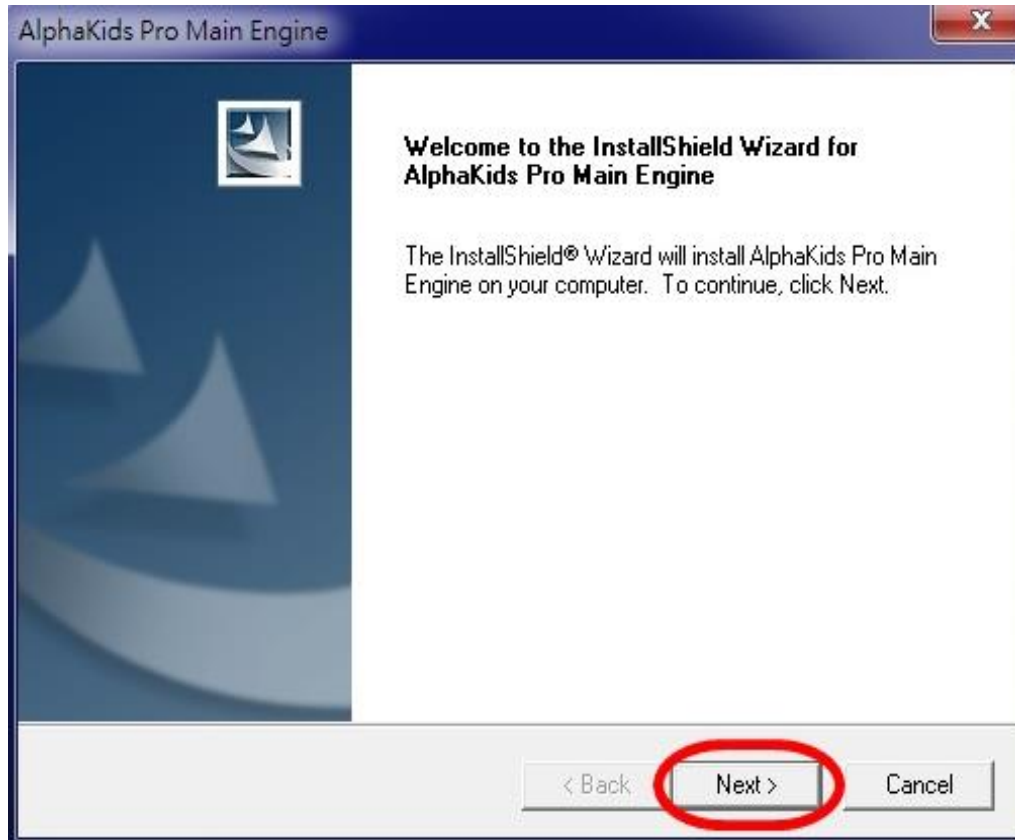 AlphaKids Pro Main Engine
Welcome to the InstallShield Wizard for
AlphaKids Pro Main Engine
The InstallShield® Wizard will install AlphaKids Pro Main
Engine on your computer. To continue, click Next.
< Back Next > Cancel